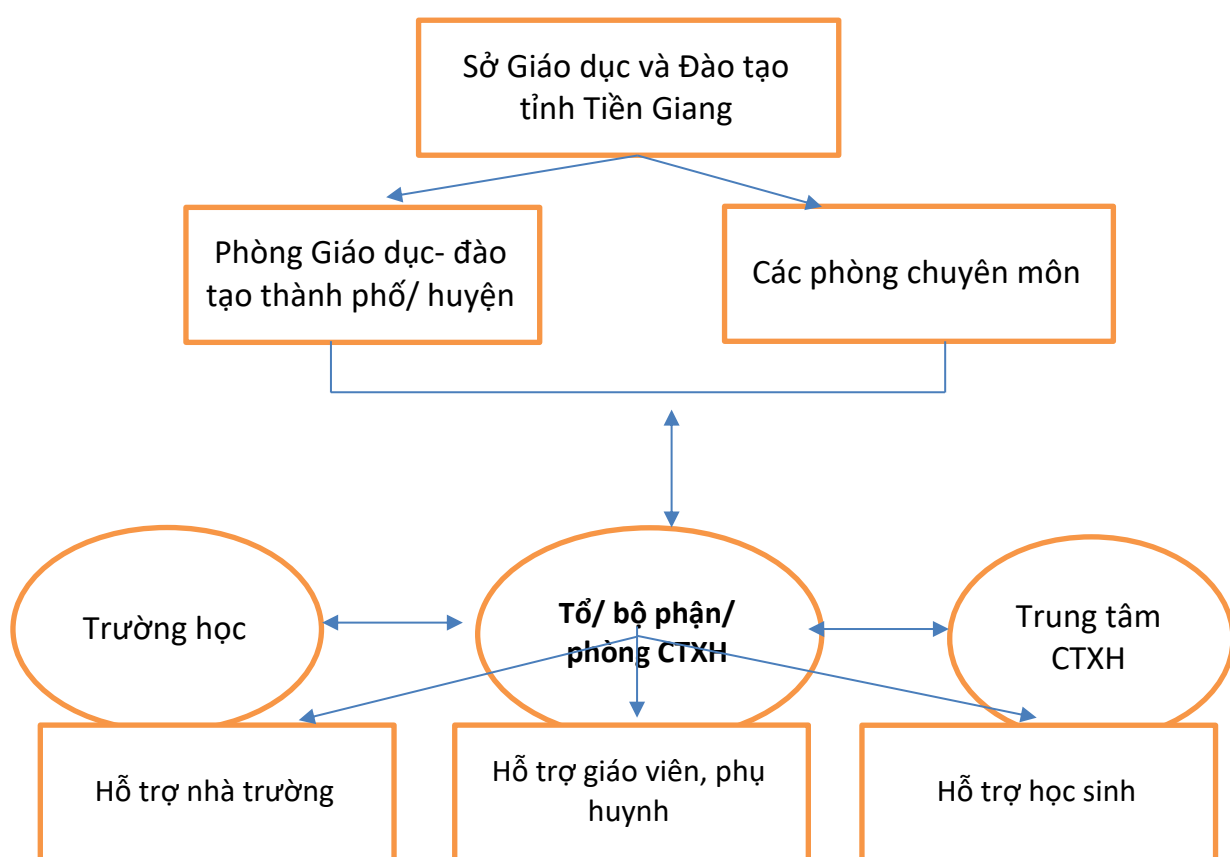 Sở Giáo dục và Đào tạo
tỉnh Tiền Giang
Phòng Giáo dục- đào
tạo thành phố/ huyện
Các phòng chuyên môn
Trường học
Tổ/ bộ phận/
phòng CTXH
Trung tâm
CTXH
Hỗ trợ nhà trường
Hỗ trợ giáo viên, phụ
huynh
Hỗ trợ học sinh